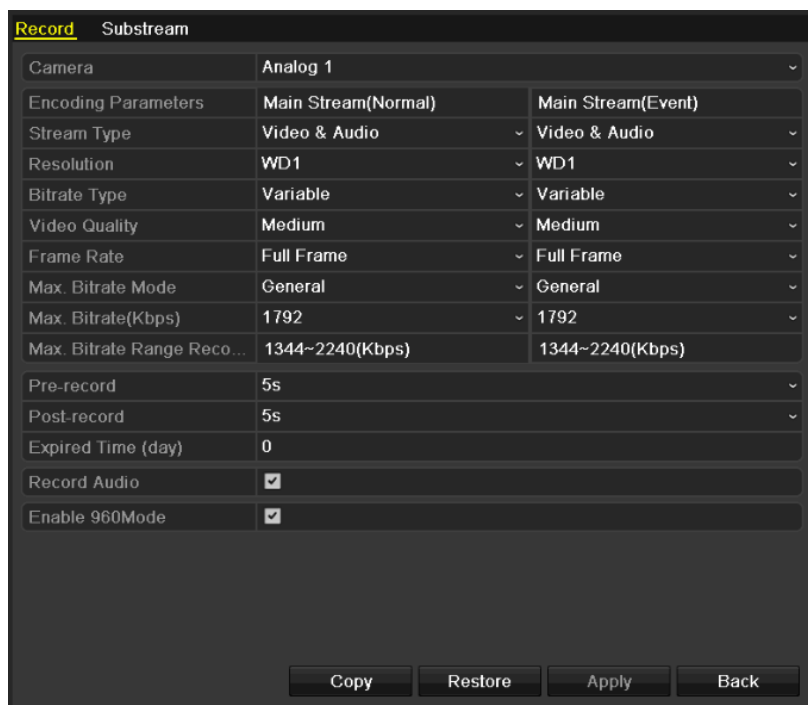 Record Substream
Camera Analog 1
Encoding Parameters Main Stream(Normal) Main Stream(Event)
Stream Type Video & Audio Video & Audio
Resolution WD1 WD1
Bitrate Type Variable Variable
Video Quality Medium Medium
Frame Rate Full Frame Full Frame
Max. Bitrate Mode General General
Max. Bitrate(Kbps) 1792 1792
Max. Bitrate Range Reco... 1344~2240(Kbps) 1344~2240(Kbps)
Pre-record 5s
Post-record 5s
Expired Time (day) 0
Record Audio
Enable 960Mode
Copy Restore Apply Back